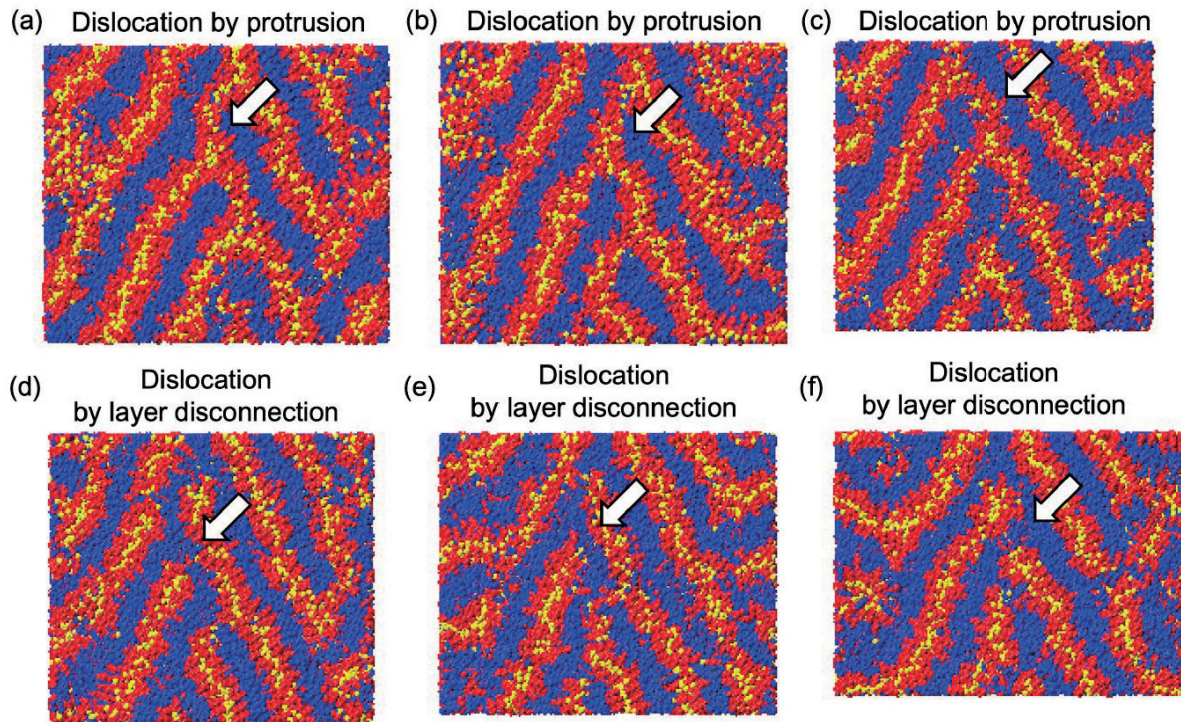 (a) Dislocation by protrusion
(b) Dislocation by protrusion
(c) Dislocation by protrusion
(d) Dislocation
by layer disconnection
(e) Dislocation
by layer disconnection
(f) Dislocation
by layer disconnection